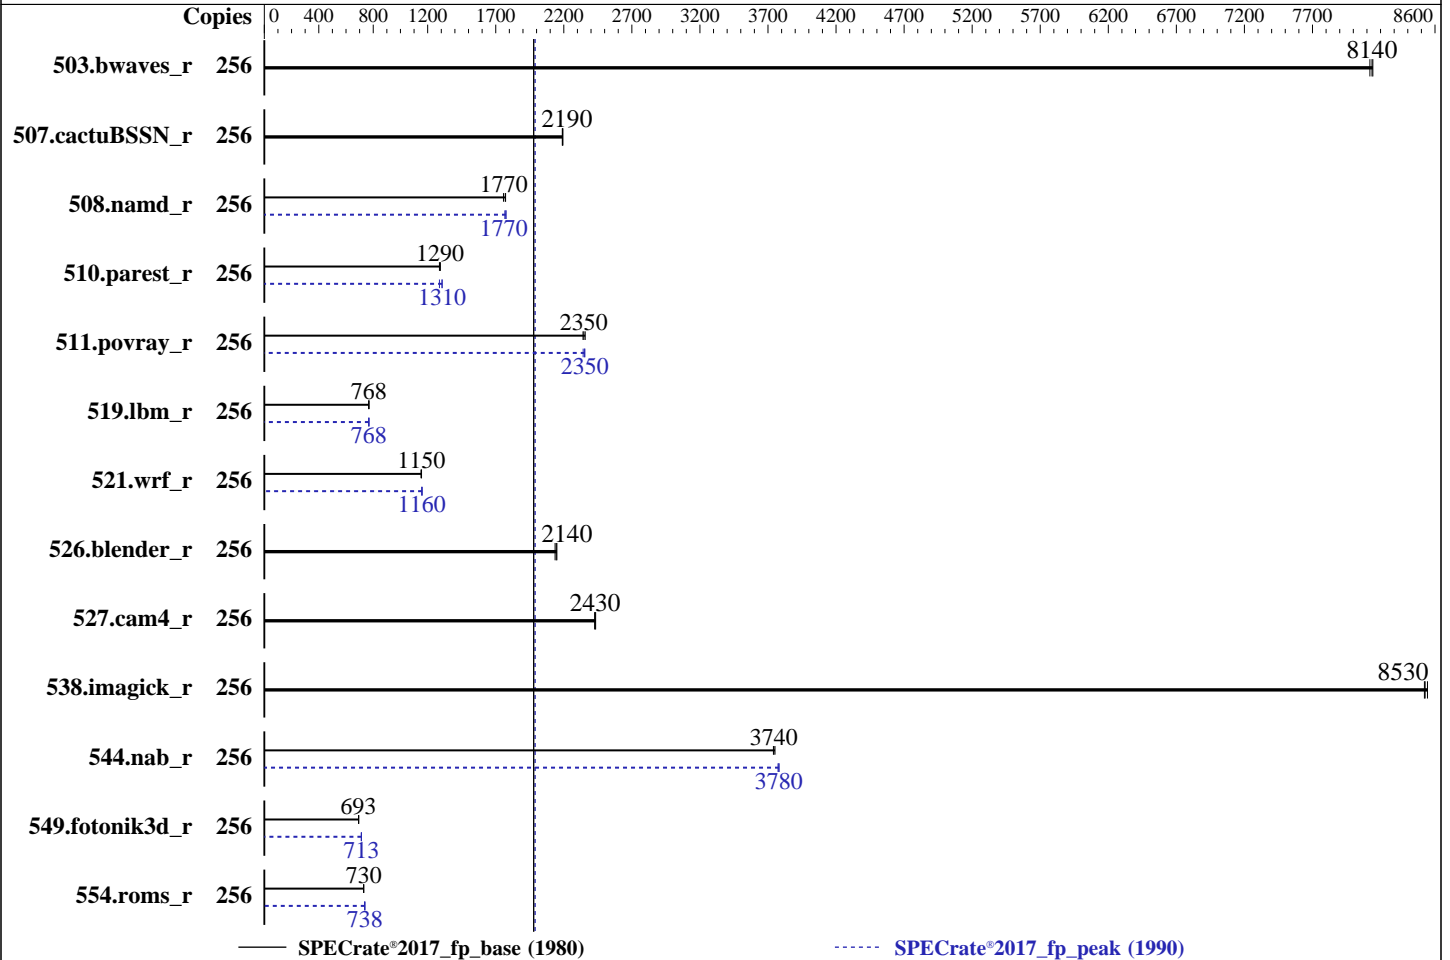 Copies 0 400 800 1200 1700 2200 2700 3200 3700 4200 4700 5200 5700 6200 6700 7200 7700 8600
503.bwaves_r 256 8140
507.cactuBSSN_r 256 2190
508.namd_r 256 1770
1770
510.parest_r 256 1290
1310
511.povray_r 256 2350
2350
519.lbm_r 256 768
768
521.wrf_r 256 1150
1160
526.blender_r 256 2140
527.cam4_r 256 2430
538.imagick_r 256 8530
544.nab_r 256 3740
3780
549.fotonik3d_r 256 693
713
554.roms_r 256 730
738
SPECrate®2017_fp_base (1980) SPECrate®2017_fp_peak (1990)